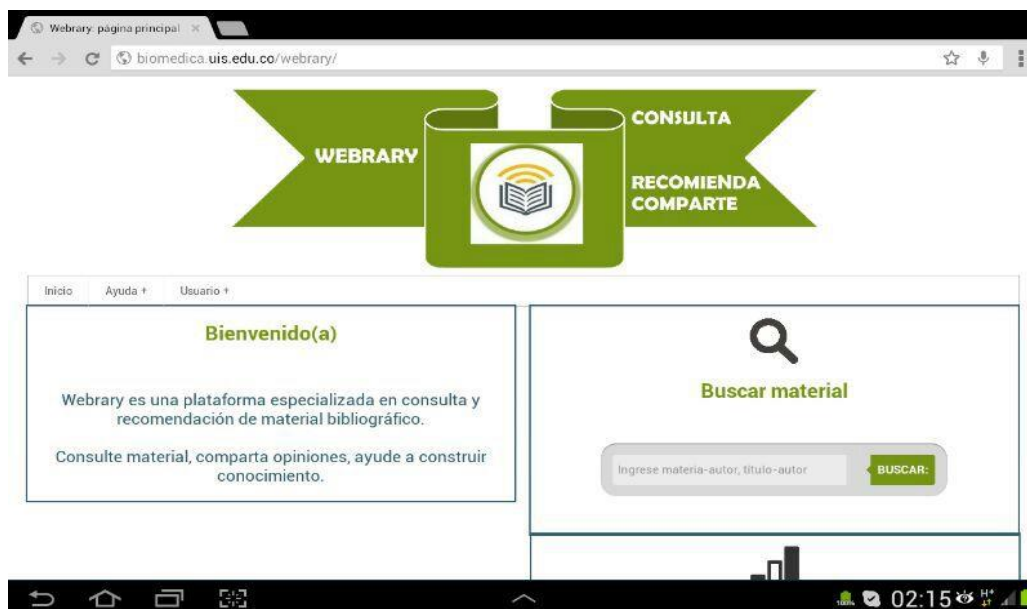 Webrary: página principal
biomedica.uis.edu.co/webrary/
WEBRARY
CONSULTA
RECOMIENDA
COMPARTE
Inicio Ayuda + Usuario +
Bienvenido(a)
Webrary es una plataforma especializada en consulta y
recomendación de material bibliográfico.
Consulte material, comparta opiniones, ayude a construir
conocimiento.
Buscar material
Ingrese materia-autor, título-autor BUSCAR:
100% 02:15 H+